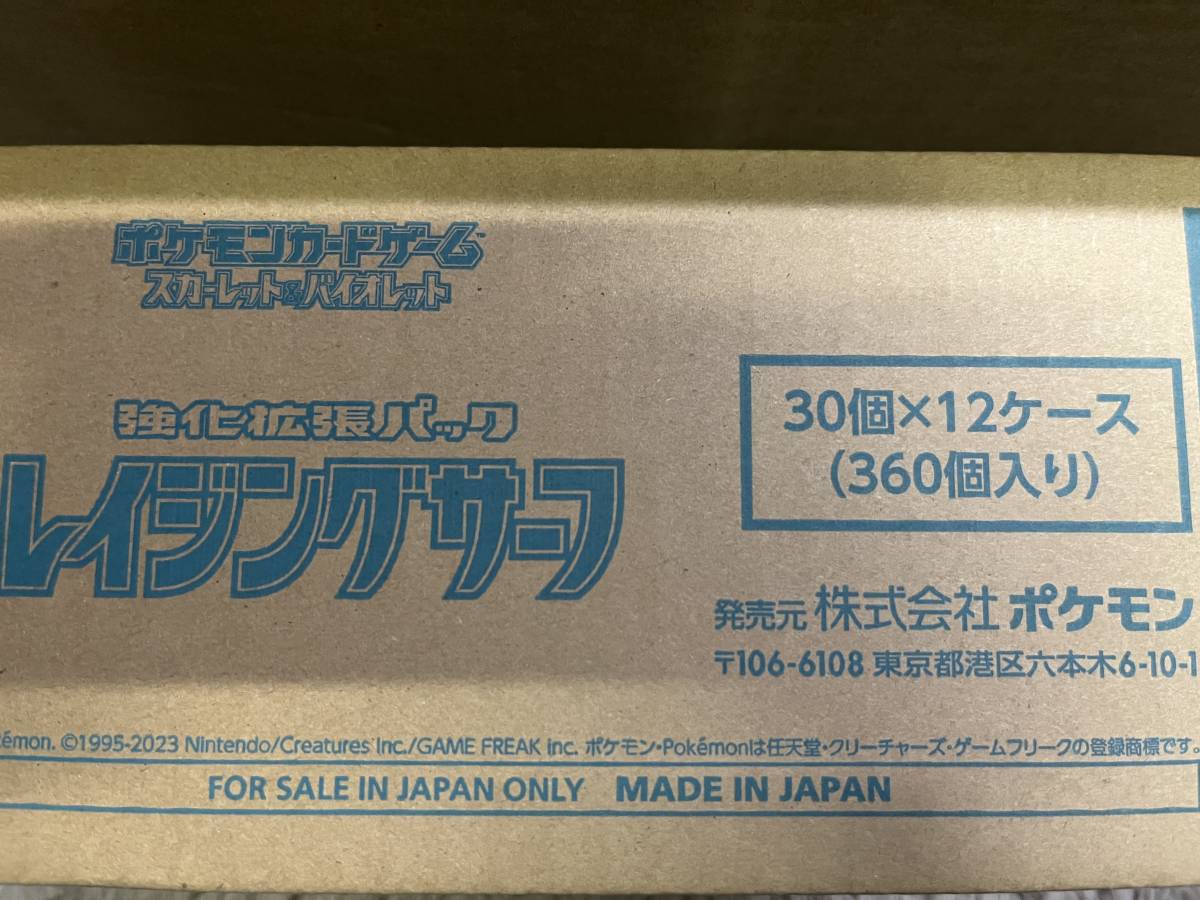 ポケモンカードゲーム™
スカーレット&バイオレット
強化拡張パック
レイジングサーフ
30個×12ケース
(360個入り)
発売元 株式会社 ポケモン
〒106-6108 東京都港区六本木6-10-1
©1995-2023 Nintendo/Creatures Inc./GAME FREAK inc. ポケモン・Pokémonは任天堂・クリーチャーズ・ゲームフリークの登録商標です。
FOR SALE IN JAPAN ONLY MADE IN JAPAN